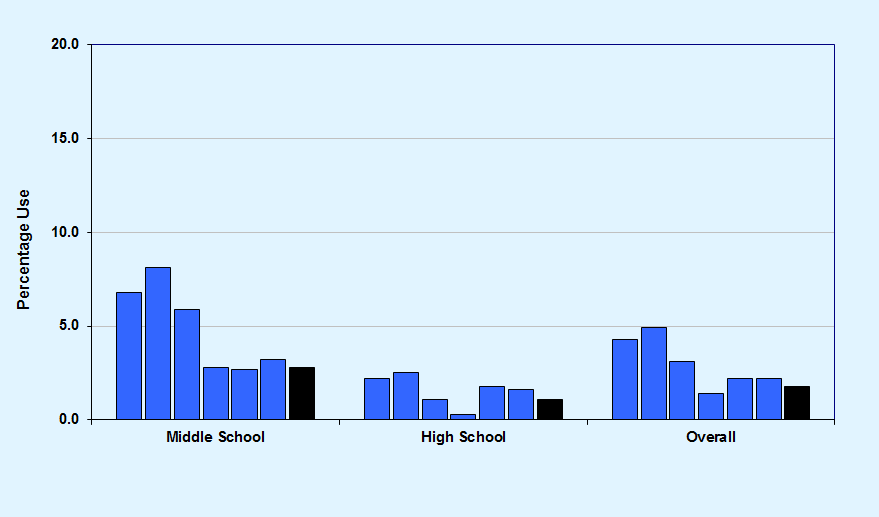 20.0
15.0
10.0
5.0
0.0
Percentage Use
Middle School
High School
Overall